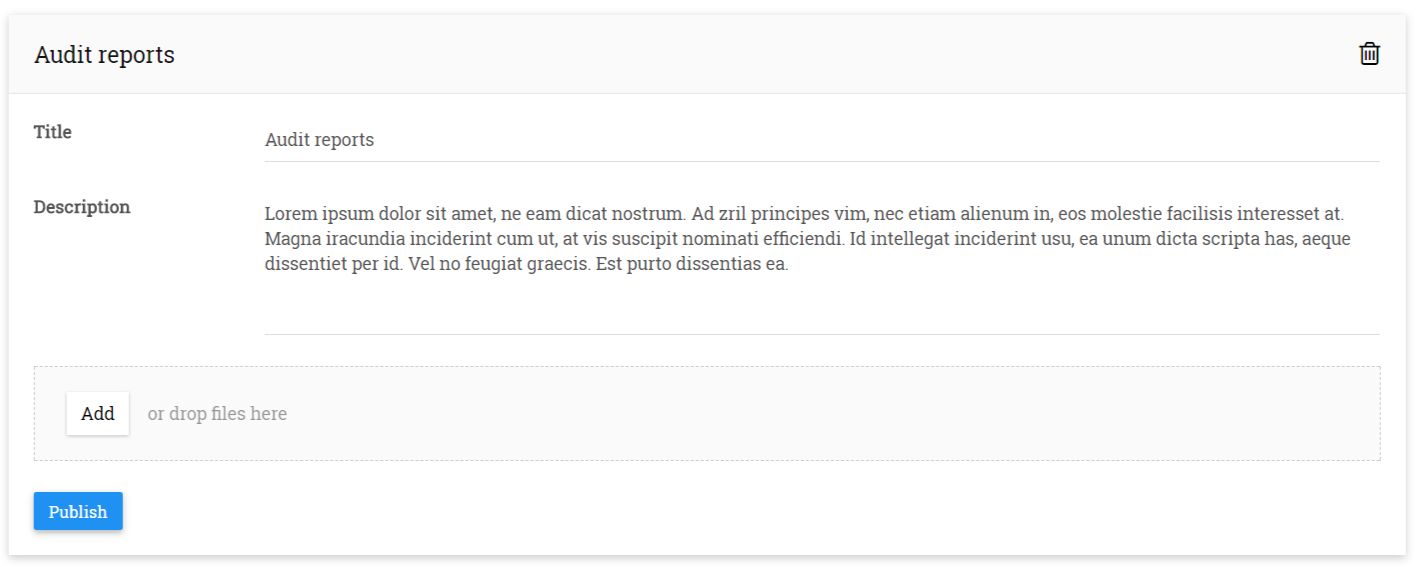 Audit reports
Title
Audit reports
Description
Lorem ipsum dolor sit amet, ne eam dicat nostrum. Ad zril principes vim, nec etiam alienum in, eos molestie facilisis interesset at.
Magna iracundia inciderint cum ut, at vis suscipit nominati efficiendi. Id intellegat inciderint usu, ea unum dicta scripta has, aeque
dissentiet per id. Vel no feugiat graecis. Est purto dissentias ea.
Add or drop files here
Publish